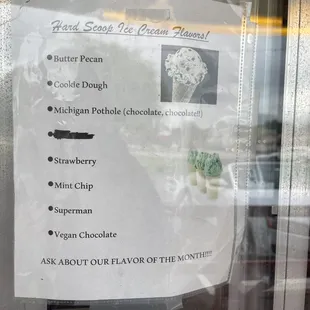 Hard Scoop Ice Cream Flavors!
• Butter Pecan
• Cookie Dough
• Michigan Pothole (chocolate, chocolate!!)
• Strawberry
• Mint Chip
• Superman
• Vegan Chocolate
ASK ABOUT OUR FLAVOR OF THE MONTH!!!!